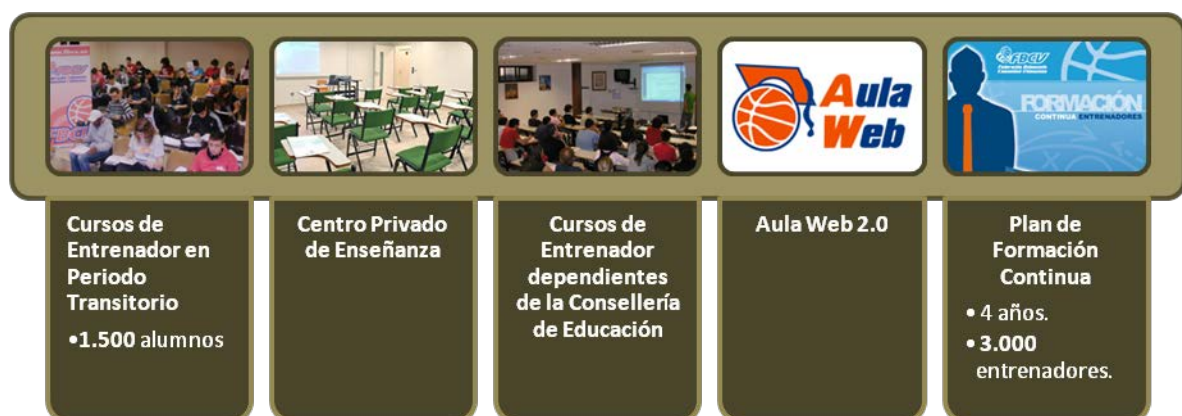 FBCV
Aula
Web
FBCV
FORMACIÓN
CONTINUA ENTRENADORES
Cursos de
Entrenador en
Periodo
Transitorio
•1.500 alumnos
Centro Privado
de Enseñanza
Cursos de
Entrenador
dependientes
de la Consellería
de Educación
Aula Web 2.0
Plan de
Formación
Continua
• 4 años.
• 3.000
entrenadores.